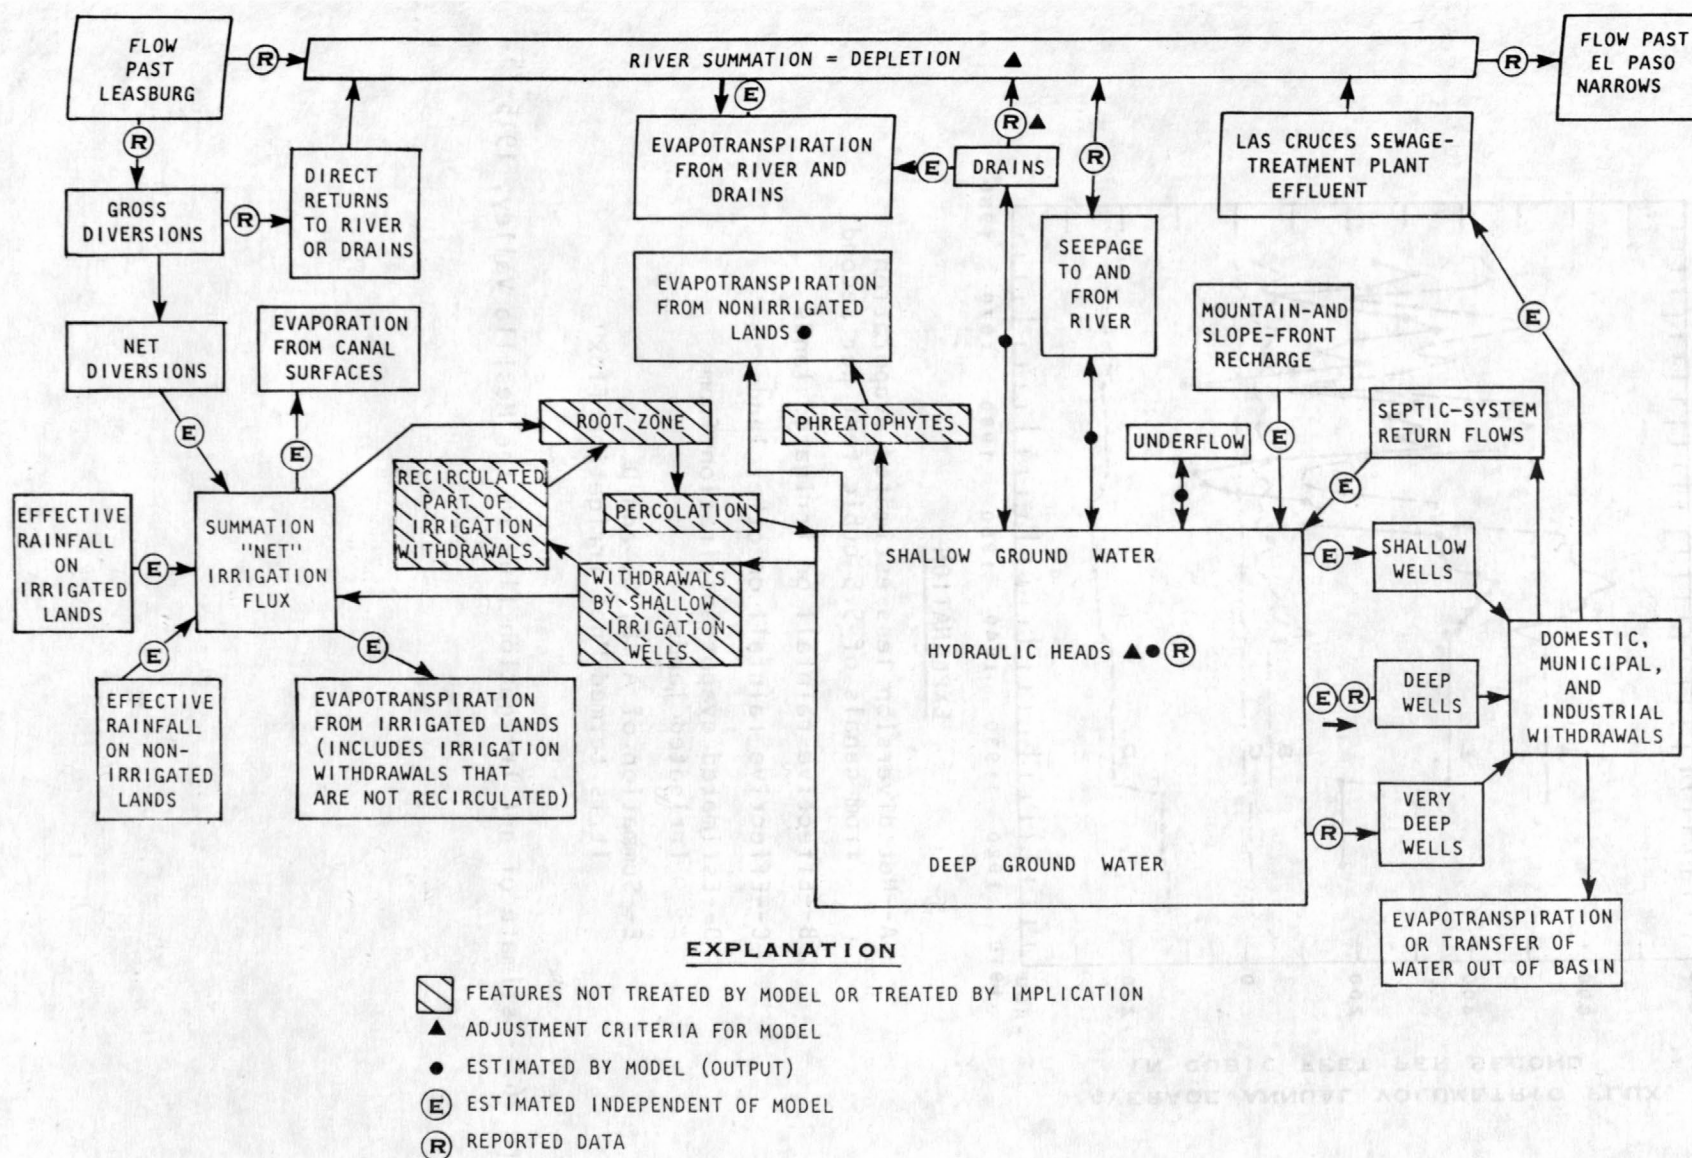 FLOW
PAST
LEASBURG
R
RIVER SUMMATION = DEPLETION ▲
R
FLOW PAST
EL PASO
NARROWS
R
GROSS
DIVERSIONS
R
DIRECT
RETURNS
TO RIVER
OR DRAINS
E
EVAPOTRANSPIRATION
FROM RIVER AND
DRAINS
E
R ▲
DRAINS
R
SEEPAGE
TO AND
FROM
RIVER
LAS CRUCES SEWAGE-
TREATMENT PLANT
EFFLUENT
E
NET
DIVERSIONS
EVAPORATION
FROM CANAL
SURFACES
EVAPOTRANSPIRATION
FROM NONIRRIGATED
LANDS ●
●
●
MOUNTAIN-AND
SLOPE-FRONT
RECHARGE
E
E
ROOT ZONE
PHREATOPHYTES
UNDERFLOW
●
E
SEPTIC-SYSTEM
RETURN FLOWS
E
RECIRCULATED
PART OF
IRRIGATION
WITHDRAWALS
PERCOLATION
EFFECTIVE
RAINFALL
ON
IRRIGATED
LANDS
E
SUMMATION
"NET"
IRRIGATION
FLUX
WITHDRAWALS
BY SHALLOW
IRRIGATION
WELLS
SHALLOW GROUND WATER
E
SHALLOW
WELLS
HYDRAULIC HEADS ▲ ● R
E
E
EFFECTIVE
RAINFALL
ON NON-
IRRIGATED
LANDS
EVAPOTRANSPIRATION
FROM IRRIGATED LANDS
(INCLUDES IRRIGATION
WITHDRAWALS THAT
ARE NOT RECIRCULATED)
E R
DEEP
WELLS
DOMESTIC,
MUNICIPAL,
AND
INDUSTRIAL
WITHDRAWALS
R
VERY
DEEP
WELLS
DEEP GROUND WATER
EVAPOTRANSPIRATION
OR TRANSFER OF
WATER OUT OF BASIN
EXPLANATION
FEATURES NOT TREATED BY MODEL OR TREATED BY IMPLICATION
▲ ADJUSTMENT CRITERIA FOR MODEL
● ESTIMATED BY MODEL (OUTPUT)
E ESTIMATED INDEPENDENT OF MODEL
R REPORTED DATA